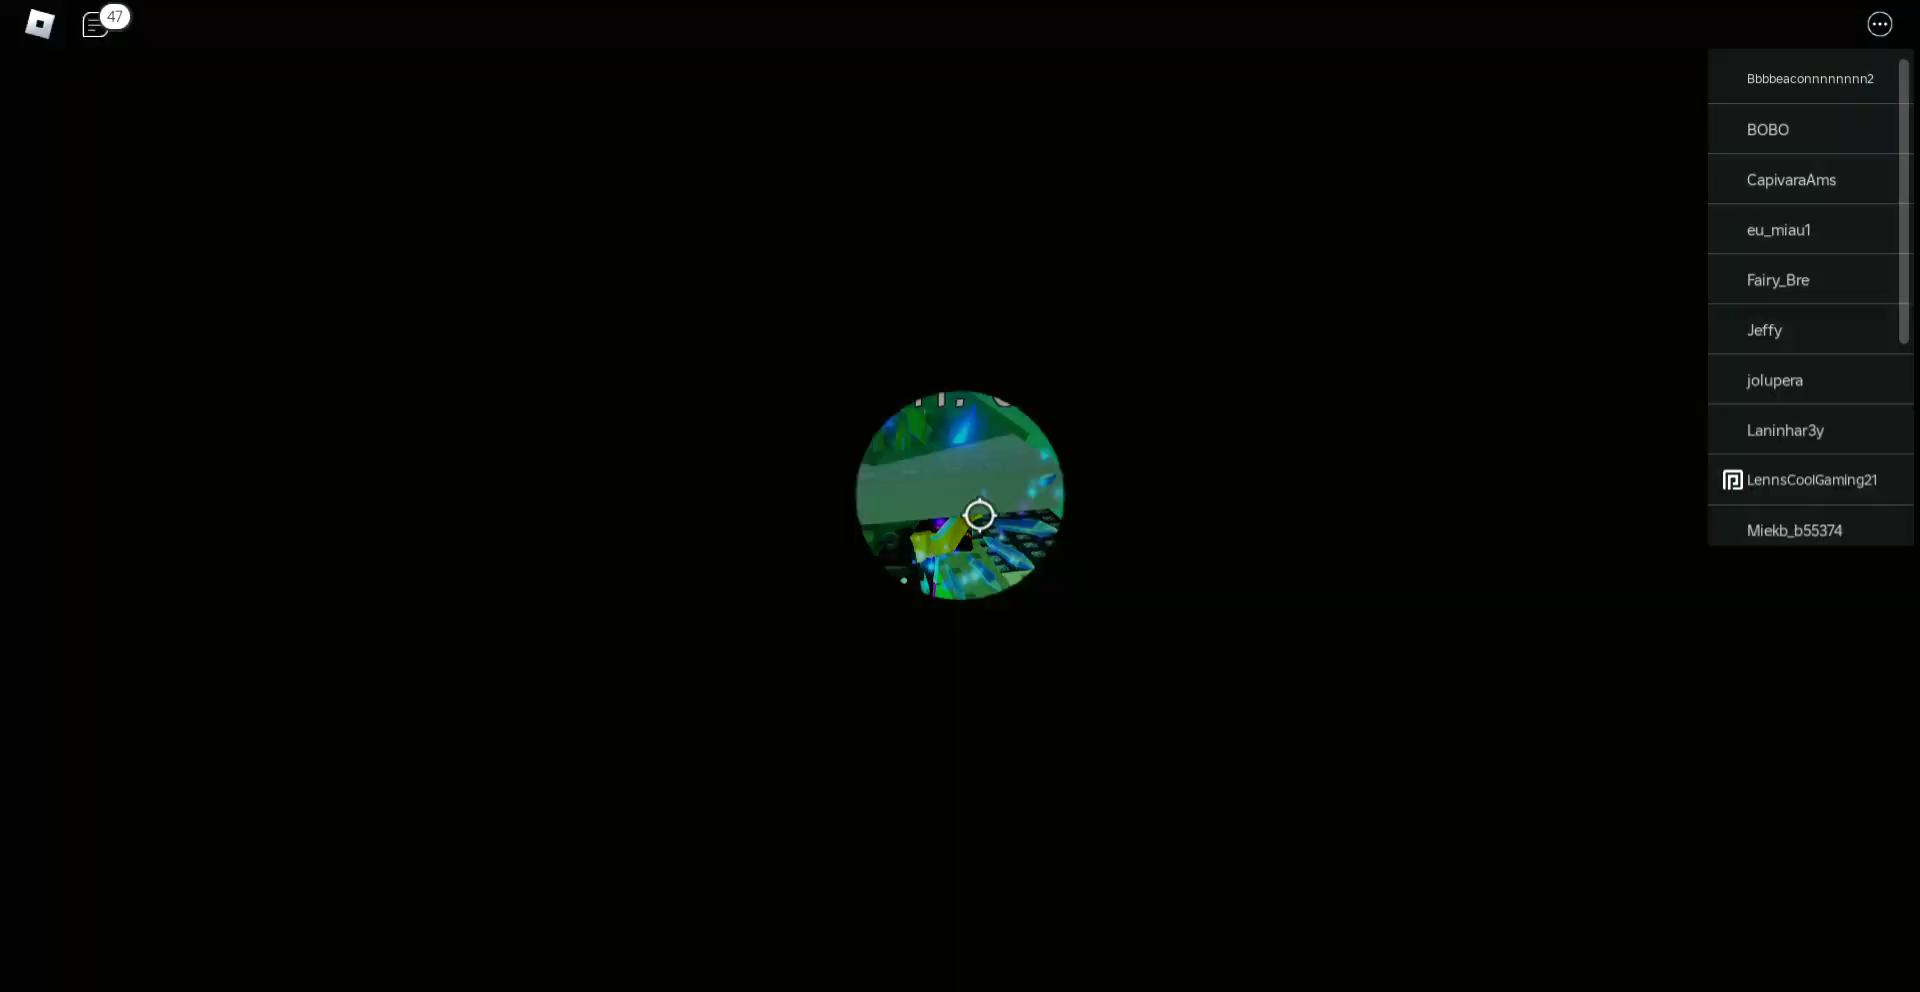 47
Bbbbeaconnnnnnnn2
BOBO
CapivaraAms
eu_miau1
Fairy_Bre
Jeffy
jolupera
Laninhar3y
LennsCoolGaming21
Miekb_b55374